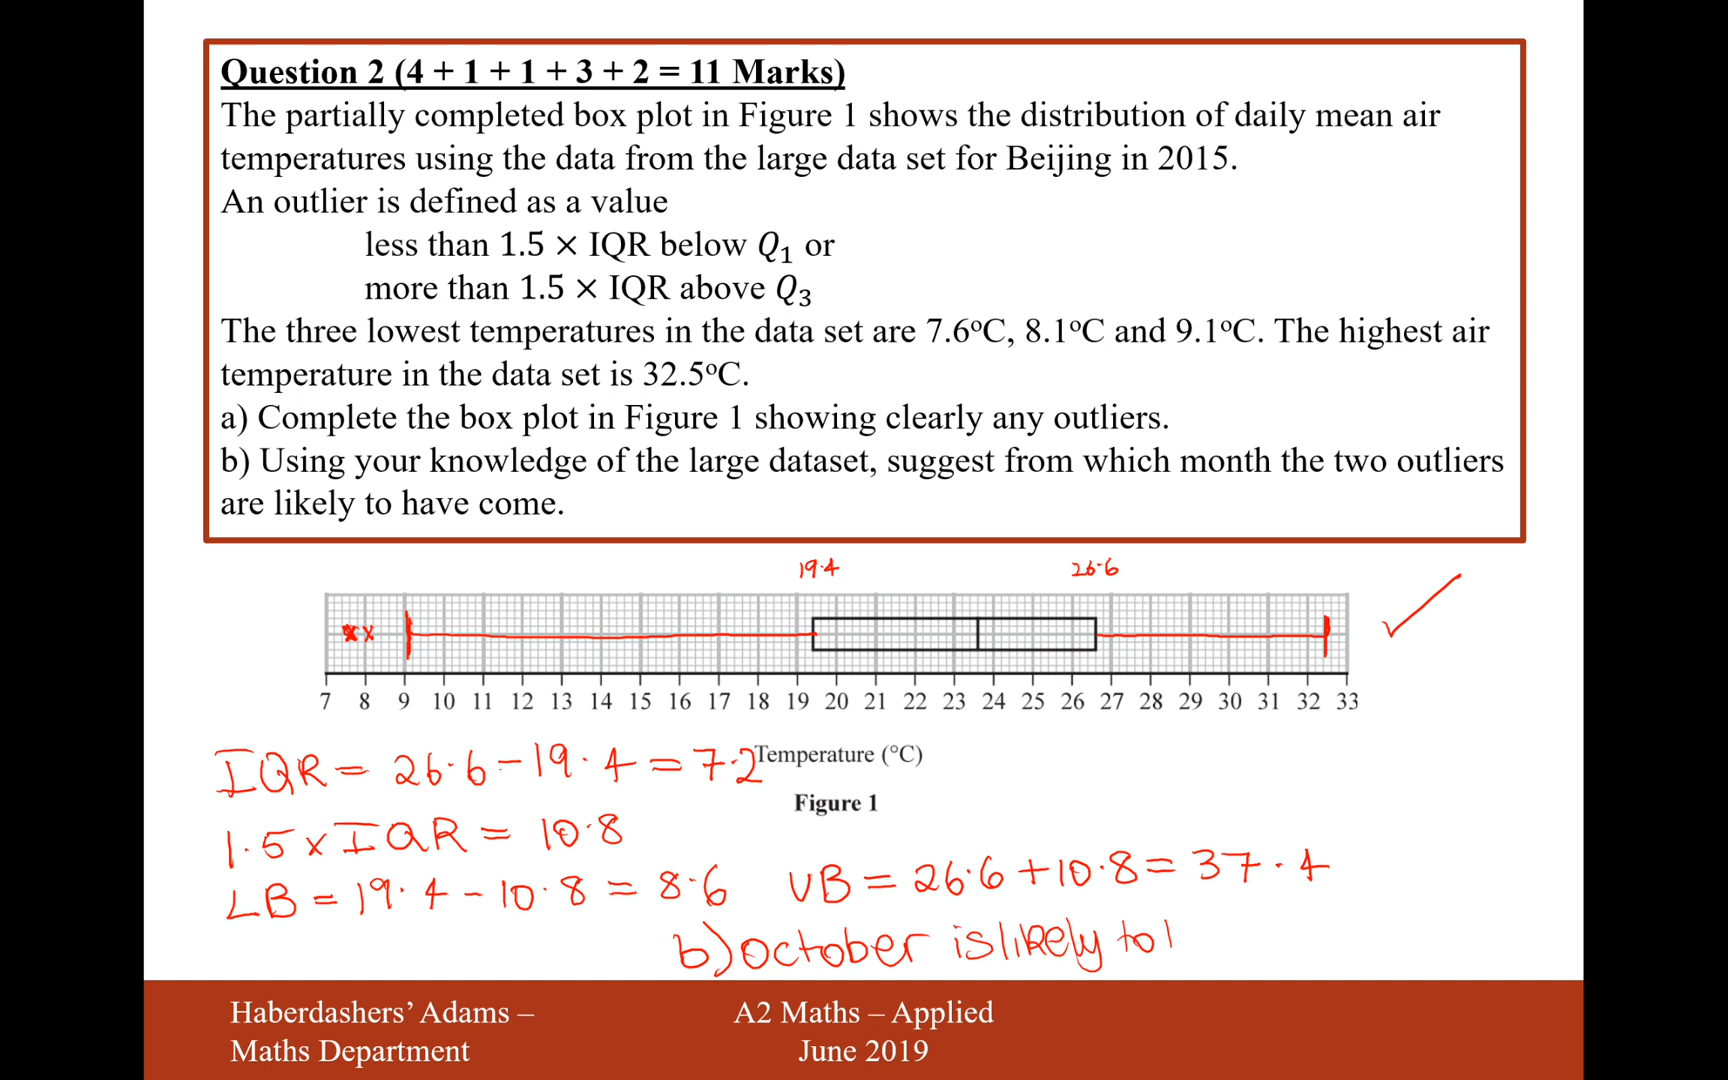 Question 2 (4 + 1 + 1 + 3 + 2 = 11 Marks)
The partially completed box plot in Figure 1 shows the distribution of daily mean air
temperatures using the data from the large data set for Beijing in 2015.
An outlier is defined as a value
less than 1.5 × IQR below Q₁ or
more than 1.5 × IQR above Q₃
The three lowest temperatures in the data set are 7.6°C, 8.1°C and 9.1°C. The highest air
temperature in the data set is 32.5°C.
a) Complete the box plot in Figure 1 showing clearly any outliers.
b) Using your knowledge of the large dataset, suggest from which month the two outliers
are likely to have come.
19.4 26.6
x x
7 8 9 10 11 12 13 14 15 16 17 18 19 20 21 22 23 24 25 26 27 28 29 30 31 32 33
Temperature (°C)
Figure 1
IQR = 26.6 - 19.4 = 7.2
1.5 x IQR = 10.8
LB = 19.4 - 10.8 = 8.6 UB = 26.6 + 10.8 = 37.4
b) October is likely to
Haberdashers' Adams –
Maths Department
A2 Maths – Applied
June 2019